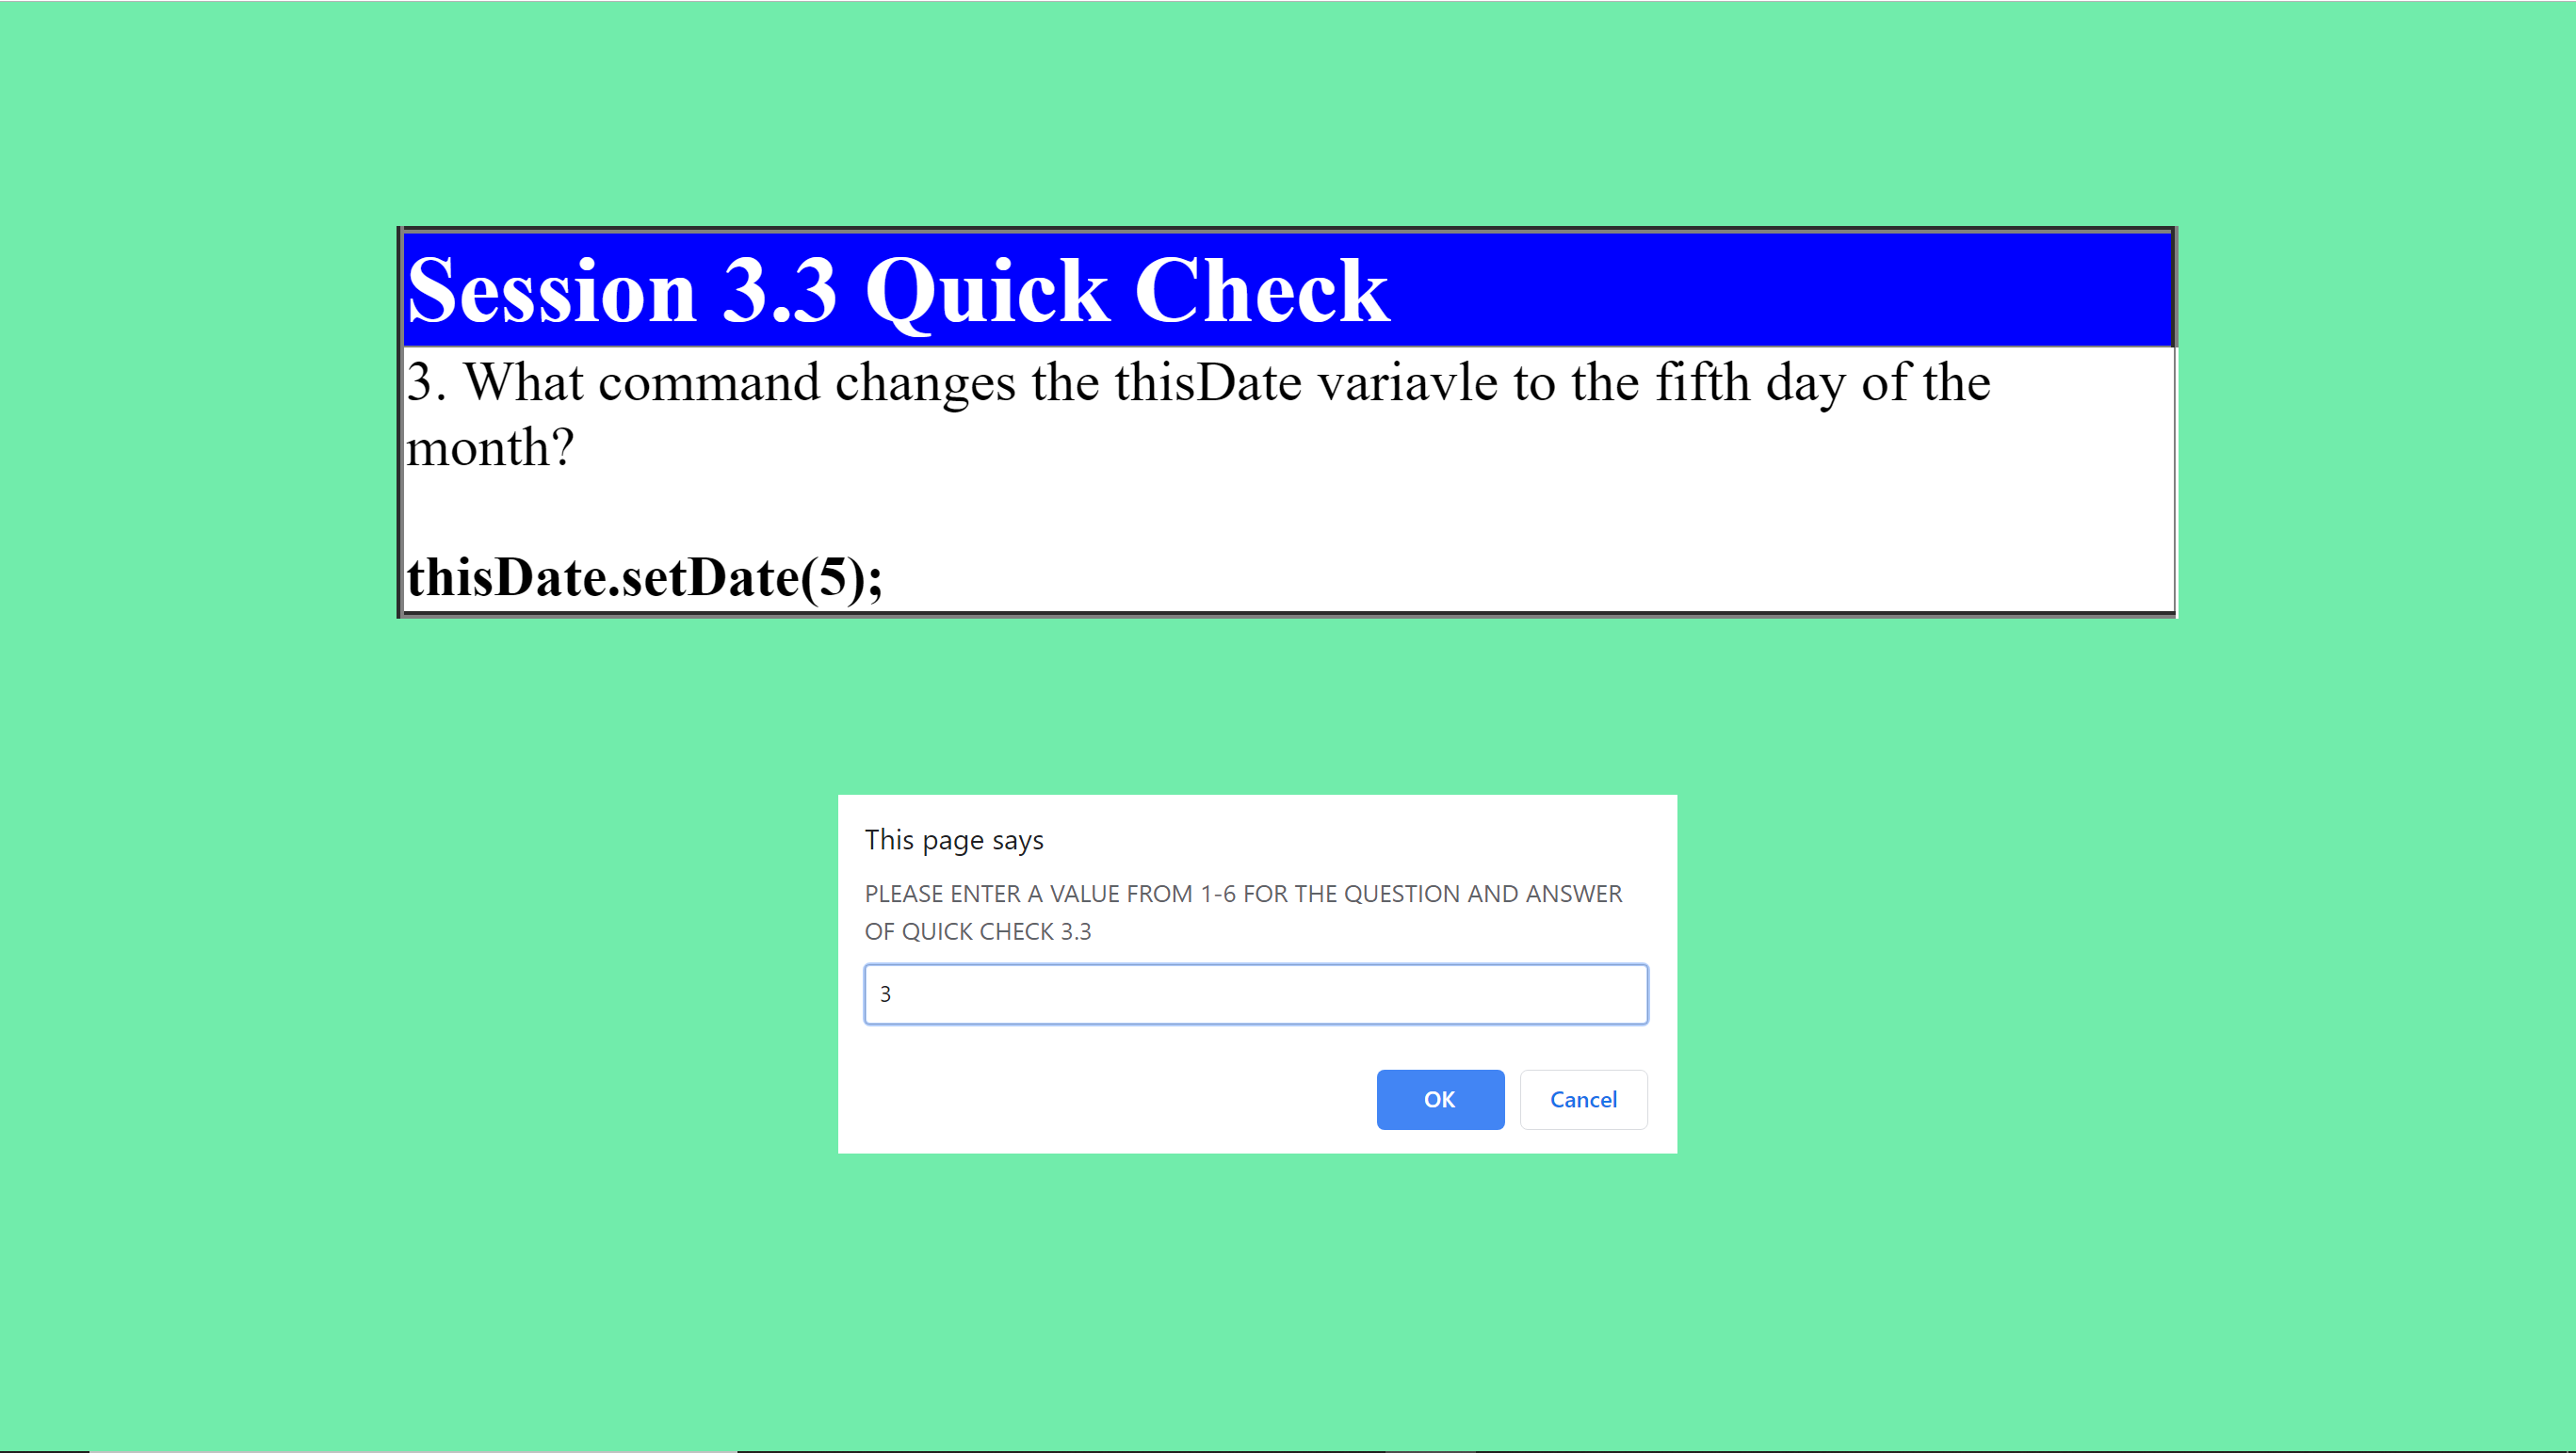 Session 3.3 Quick Check
3. What command changes the thisDate variavle to the fifth day of the
month?
thisDate.setDate(5);
This page says
PLEASE ENTER A VALUE FROM 1-6 FOR THE QUESTION AND ANSWER
OF QUICK CHECK 3.3
3
OK Cancel